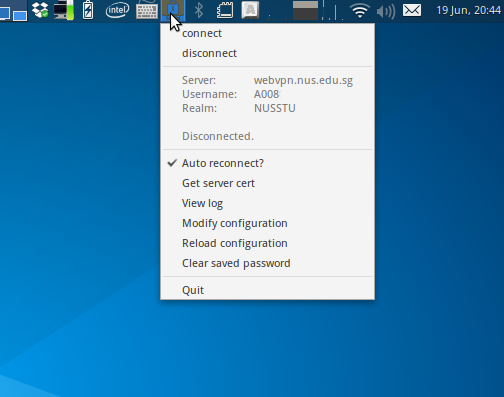 intel
A
19 Jun, 20:44
connect
disconnect
Server: webvpn.nus.edu.sg
Username: A008
Realm: NUSSTU
Disconnected.
Auto reconnect?
Get server cert
View log
Modify configuration
Reload configuration
Clear saved password
Quit